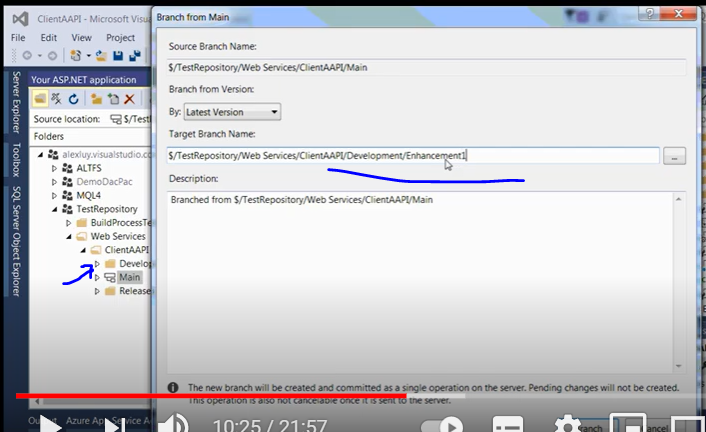 ClientAAPI - Microsoft Visua
Branch from Main
File Edit View Project
Source Branch Name:
$/TestRepository/Web Services/ClientAAPI/Main
Your ASP.NET application
Branch from Version:
By: Latest Version
Source location: $/Test
Target Branch Name:
Folders
$/TestRepository/Web Services/ClientAAPI/Development/Enhancement1
...
Server Explorer
Toolbox
SQL Server Object Explorer
alexluy.visualstudio.co
ALTFS
DemoDacPac
MQL4
TestRepository
BuildProcessTe
Web Services
ClientAAPI
Develop
Main
Release
Description:
Branched from $/TestRepository/Web Services/ClientAAPI/Main
The new branch will be created and committed as a single operation on the server. Pending changes will not be created.
This operation is also not cancelable once it is sent to the server.
Azure App Service A
10:25 / 21:57